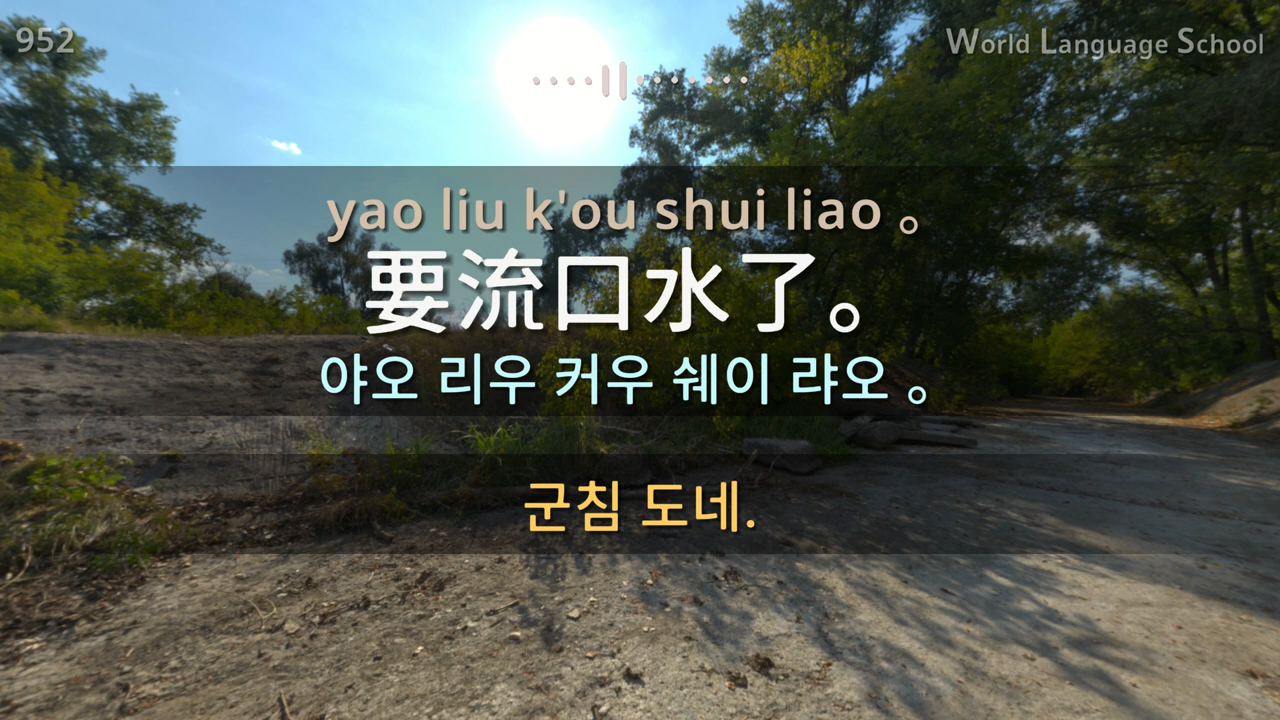 952
World Language School
yao liu k'ou shui liao 。
要流口水了。
야오 리우 커우 쉐이 랴오 。
군침 도네.